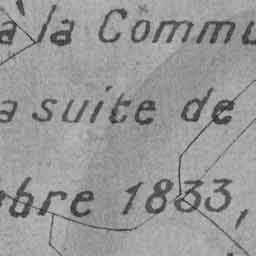 à la Commu
a suite de
bre 1833,